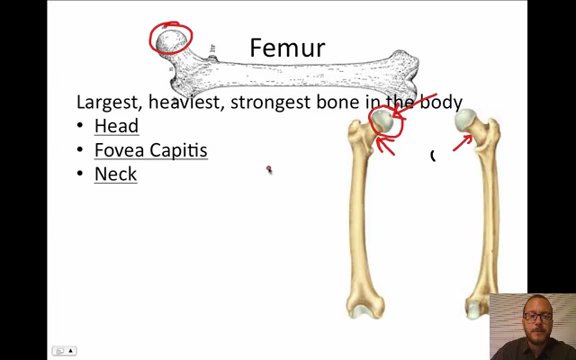 Femur
Largest, heaviest, strongest bone in the body
• Head
• Fovea Capitis
• Neck